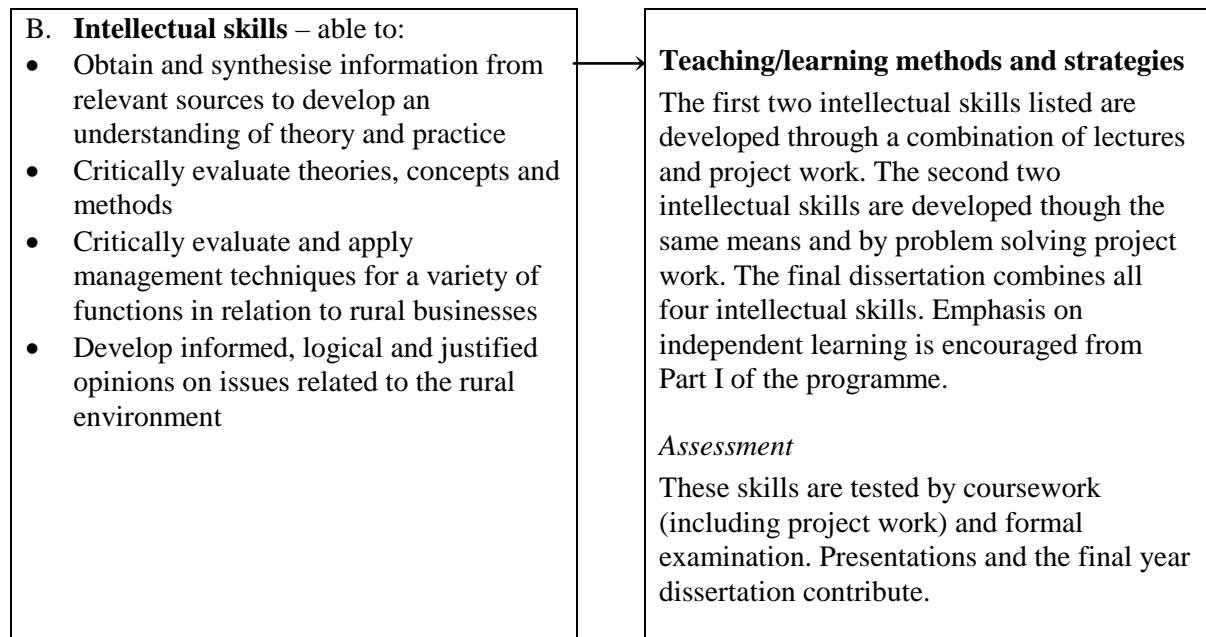 B. Intellectual skills – able to:
• Obtain and synthesise information from
relevant sources to develop an
understanding of theory and practice
• Critically evaluate theories, concepts and
methods
• Critically evaluate and apply
management techniques for a variety of
functions in relation to rural businesses
• Develop informed, logical and justified
opinions on issues related to the rural
environment
Teaching/learning methods and strategies
The first two intellectual skills listed are
developed through a combination of lectures
and project work. The second two
intellectual skills are developed though the
same means and by problem solving project
work. The final dissertation combines all
four intellectual skills. Emphasis on
independent learning is encouraged from
Part I of the programme.
Assessment
These skills are tested by coursework
(including project work) and formal
examination. Presentations and the final year
dissertation contribute.